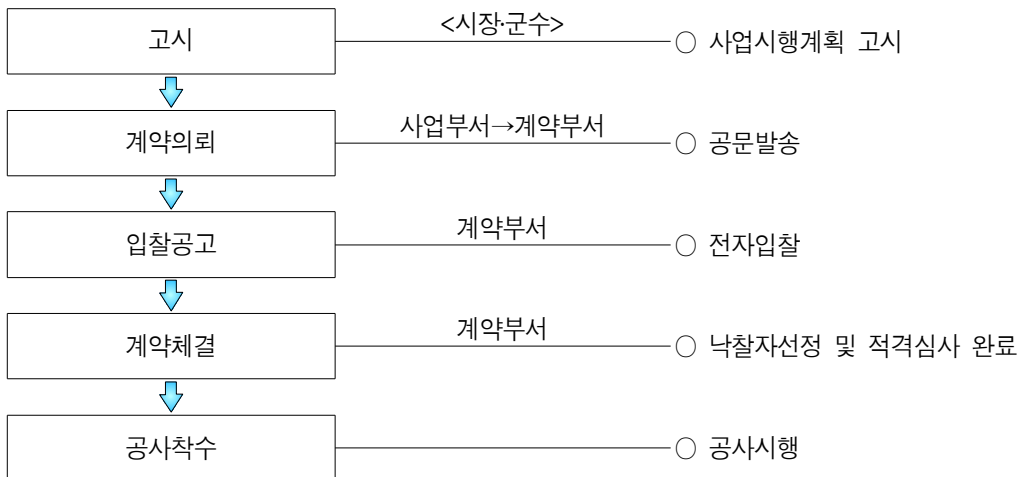 고시 <시장·군수> ○ 사업시행계획 고시
계약의뢰 사업부서→계약부서 ○ 공문발송
입찰공고 계약부서 ○ 전자입찰
계약체결 계약부서 ○ 낙찰자선정 및 적격심사 완료
공사착수 ○ 공사시행